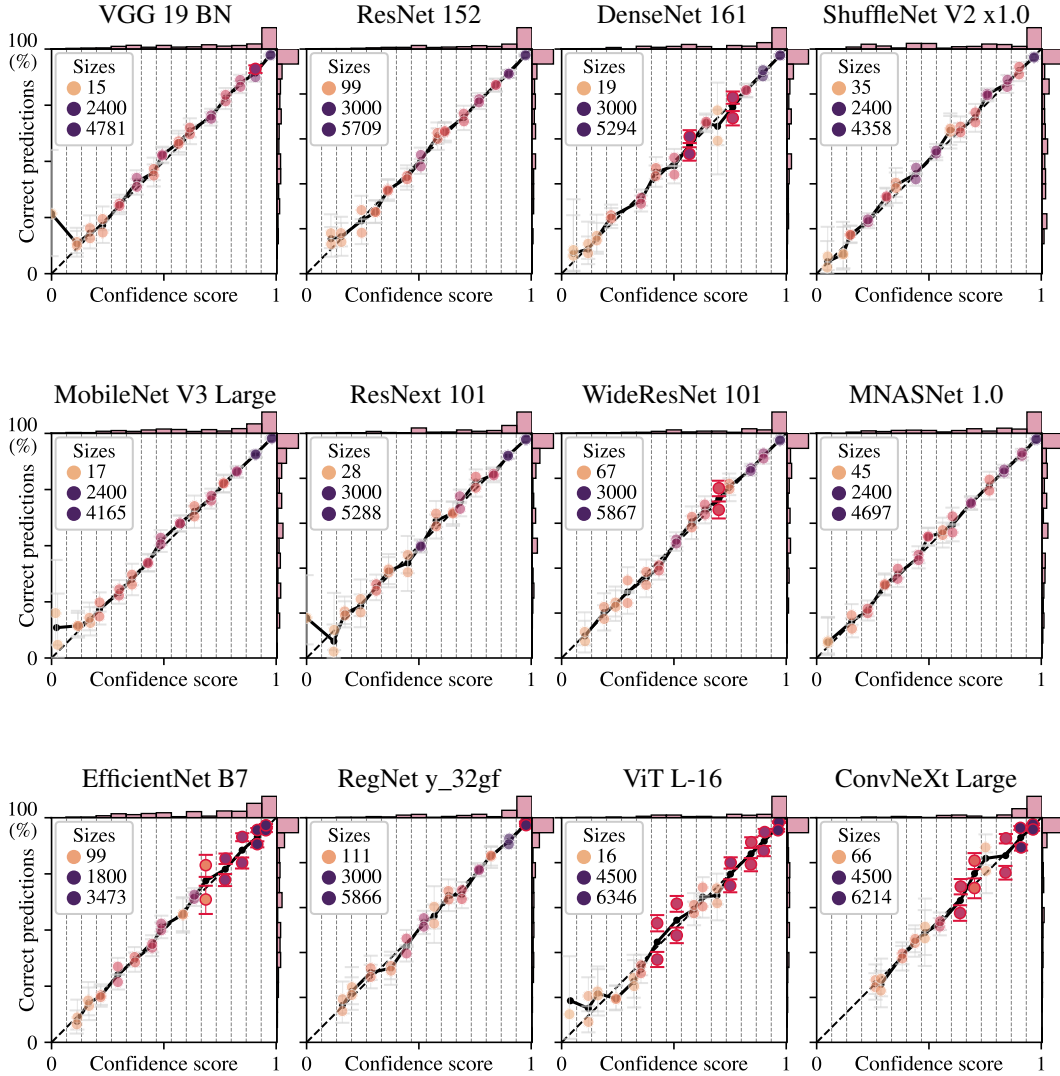 VGG 19 BN
ResNet 152
DenseNet 161
ShuffleNet V2 x1.0
100
(%)
Correct predictions
0
Sizes
15
2400
4781
0
Confidence score
1
Sizes
99
3000
5709
0
Confidence score
1
Sizes
19
3000
5294
0
Confidence score
1
Sizes
35
2400
4358
0
Confidence score
1
MobileNet V3 Large
ResNext 101
WideResNet 101
MNASNet 1.0
100
(%)
Correct predictions
0
Sizes
17
2400
4165
0
Confidence score
1
Sizes
28
3000
5288
0
Confidence score
1
Sizes
67
3000
5867
0
Confidence score
1
Sizes
45
2400
4697
0
Confidence score
1
EfficientNet B7
RegNet y_32gf
ViT L-16
ConvNeXt Large
100
(%)
Correct predictions
0
Sizes
99
1800
3473
0
Confidence score
1
Sizes
111
3000
5866
0
Confidence score
1
Sizes
16
4500
6346
0
Confidence score
1
Sizes
66
4500
6214
0
Confidence score
1